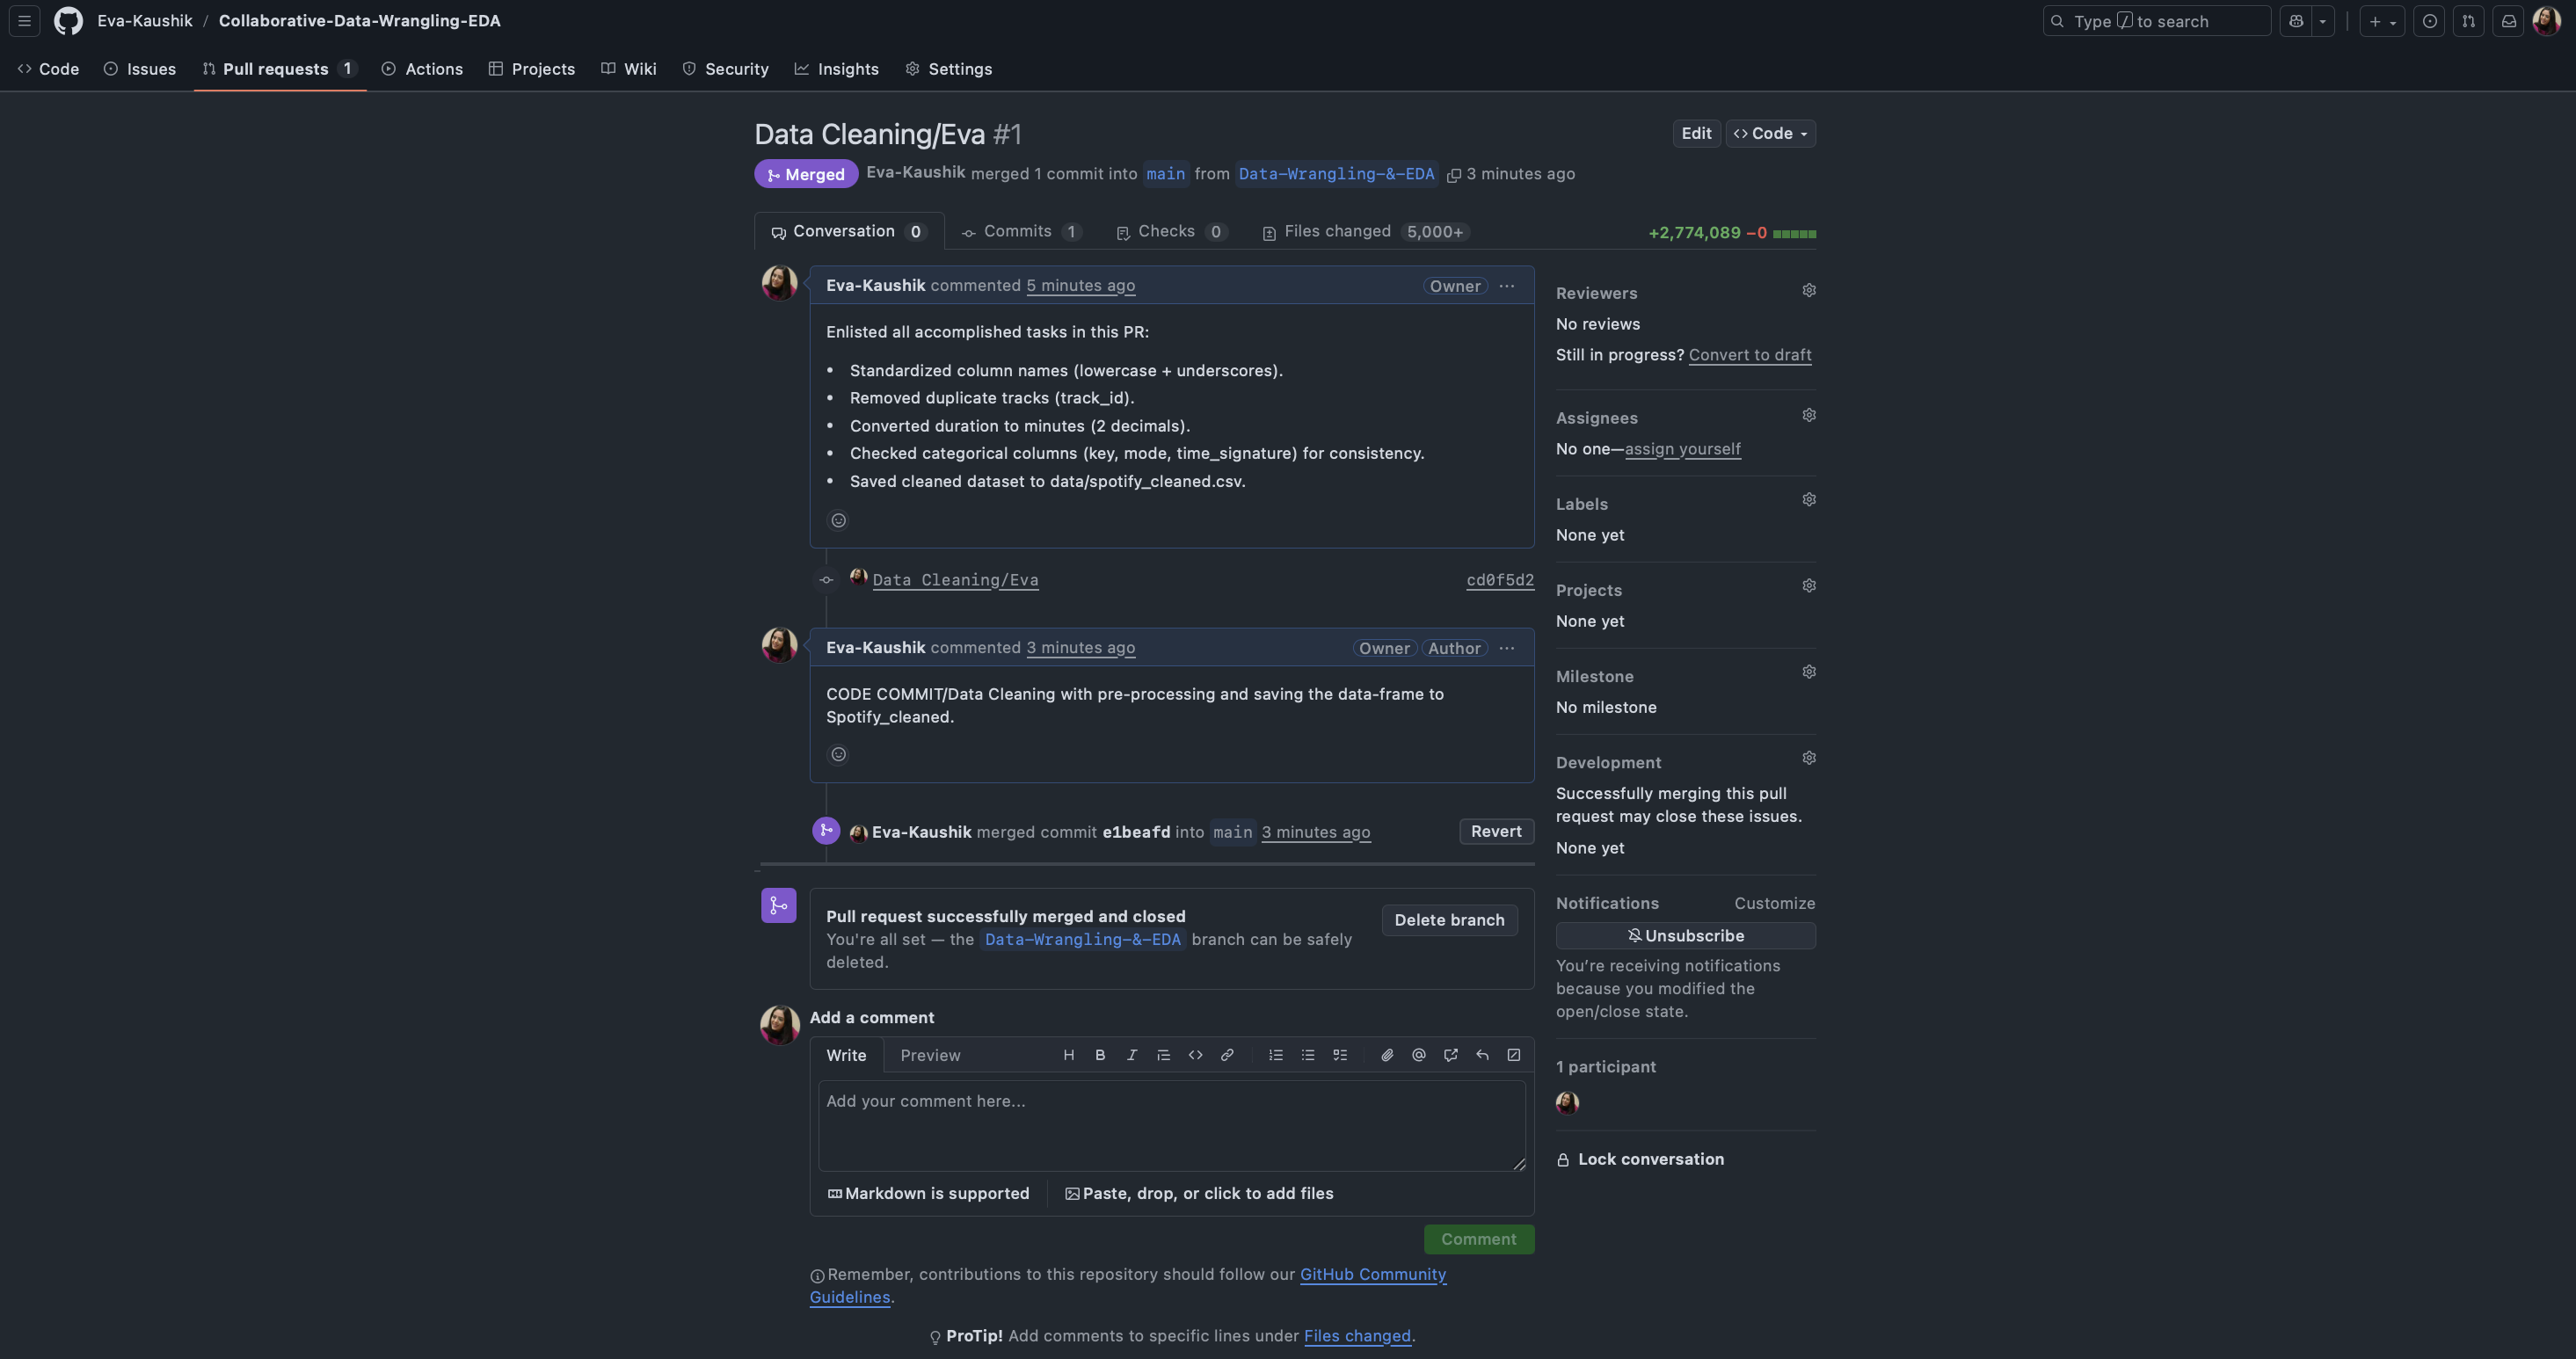 Eva-Kaushik / Collaborative-Data-Wrangling-EDA
Type / to search
Code
Issues
Pull requests 1
Actions
Projects
Wiki
Security
Insights
Settings
Data Cleaning/Eva #1
Edit
Code
Merged
Eva-Kaushik merged 1 commit into main from Data-Wrangling-&-EDA 3 minutes ago
Conversation 0
Commits 1
Checks 0
Files changed 5,000+
+2,774,089 −0
Eva-Kaushik commented 5 minutes ago
Owner
Enlisted all accomplished tasks in this PR:
• Standardized column names (lowercase + underscores).
• Removed duplicate tracks (track_id).
• Converted duration to minutes (2 decimals).
• Checked categorical columns (key, mode, time_signature) for consistency.
• Saved cleaned dataset to data/spotify_cleaned.csv.
Data Cleaning/Eva
cd0f5d2
Eva-Kaushik commented 3 minutes ago
Owner
Author
CODE COMMIT/Data Cleaning with pre-processing and saving the data-frame to
Spotify_cleaned.
Eva-Kaushik merged commit e1beafd into main 3 minutes ago
Revert
Pull request successfully merged and closed
You're all set — the Data-Wrangling-&-EDA branch can be safely
deleted.
Delete branch
Add a comment
Write
Preview
H B I
Add your comment here...
Markdown is supported
Paste, drop, or click to add files
Comment
Remember, contributions to this repository should follow our GitHub Community
Guidelines.
ProTip! Add comments to specific lines under Files changed.
Reviewers
No reviews
Still in progress? Convert to draft
Assignees
No one—assign yourself
Labels
None yet
Projects
None yet
Milestone
No milestone
Development
Successfully merging this pull
request may close these issues.
None yet
Notifications
Customize
Unsubscribe
You’re receiving notifications
because you modified the
open/close state.
1 participant
Lock conversation